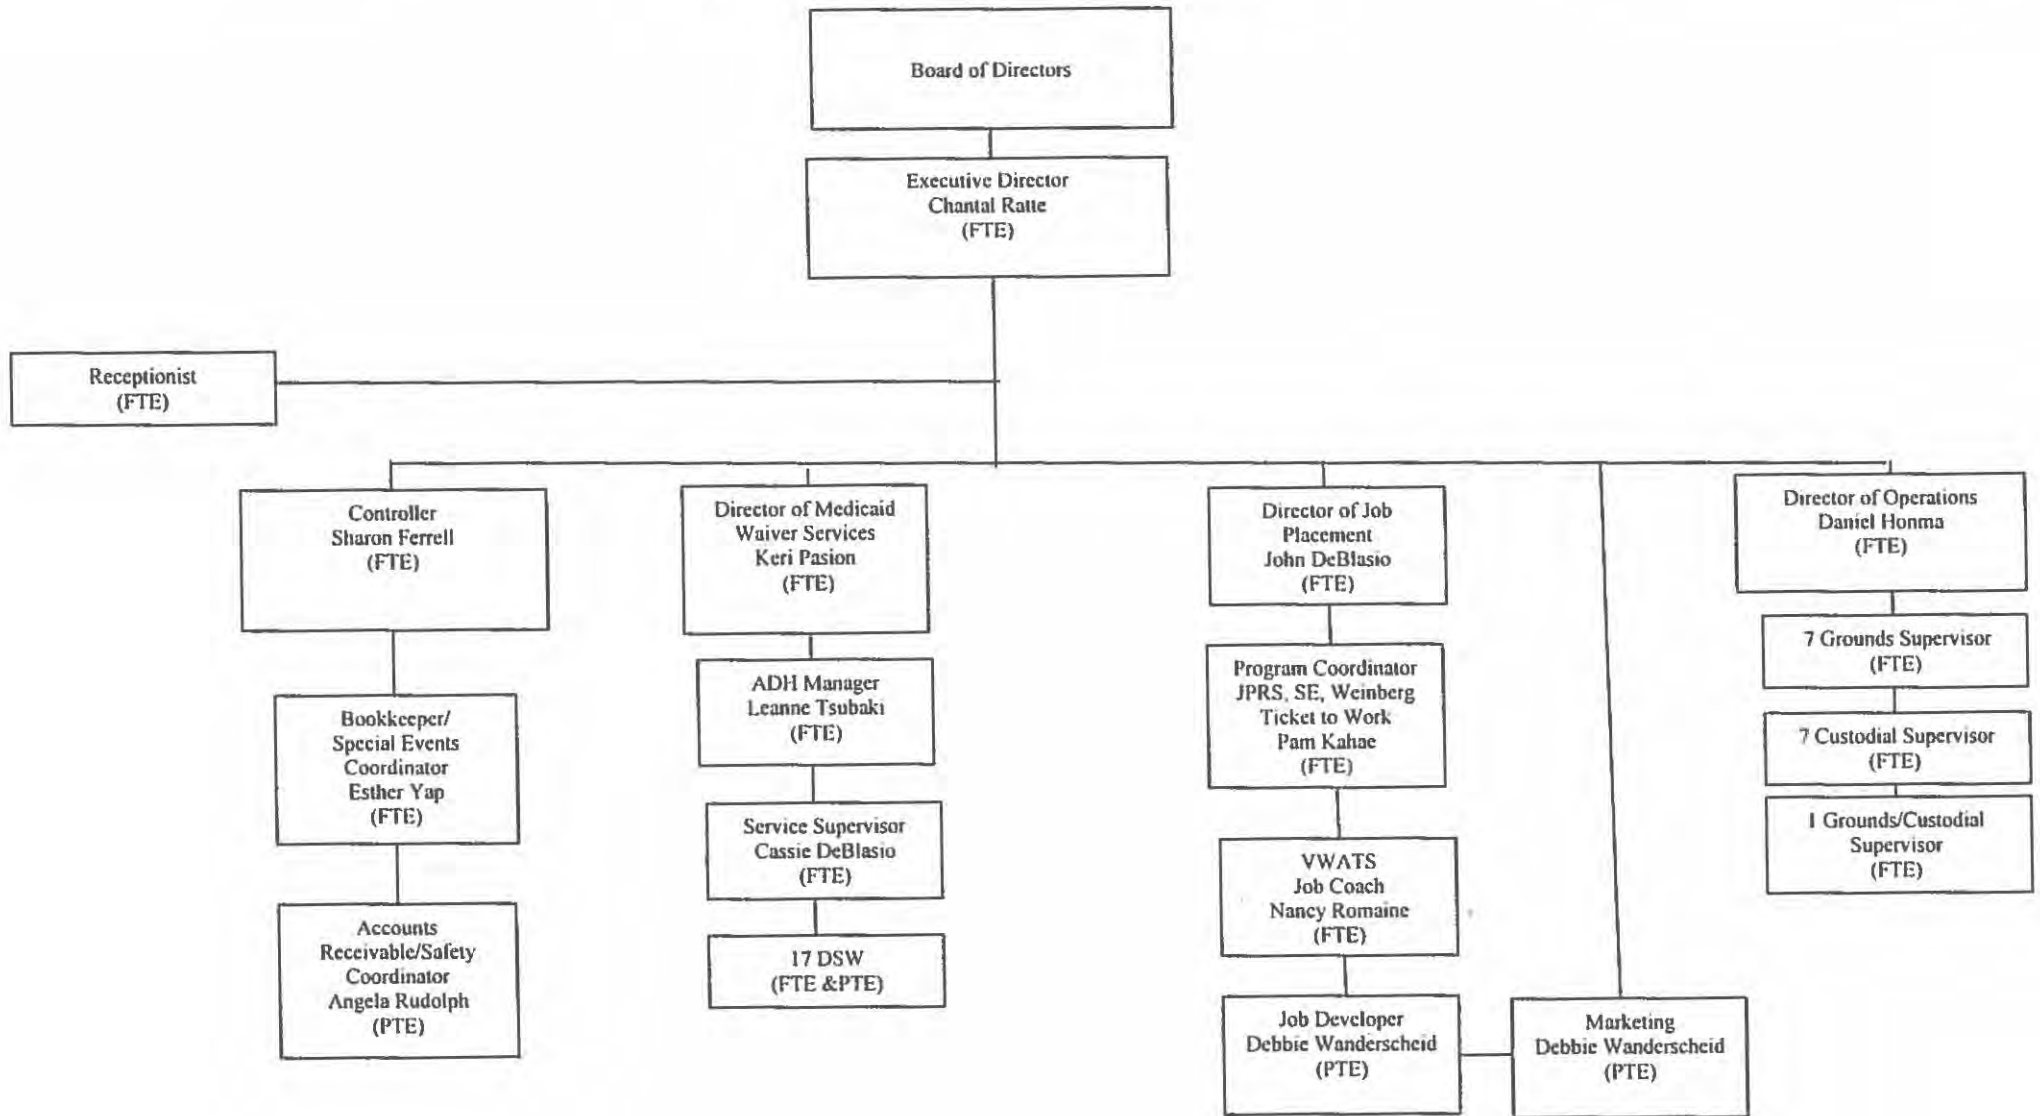 Board of Directors
Executive Director
Chantal Ratte
(FTE)
Receptionist
(FTE)
Controller
Sharon Ferrell
(FTE)
Bookkeeper/
Special Events
Coordinator
Esther Yap
(FTE)
Accounts
Receivable/Safety
Coordinator
Angela Rudolph
(PTE)
Director of Medicaid
Waiver Services
Keri Pasion
(FTE)
ADH Manager
Leanne Tsubaki
(FTE)
Service Supervisor
Cassie DeBlasio
(FTE)
17 DSW
(FTE &PTE)
Director of Job
Placement
John DeBlasio
(FTE)
Program Coordinator
JPRS, SE, Weinberg
Ticket to Work
Pam Kahae
(FTE)
VWATS
Job Coach
Nancy Romaine
(FTE)
Job Developer
Debbie Wanderscheid
(PTE)
Marketing
Debbie Wanderscheid
(PTE)
Director of Operations
Daniel Honma
(FTE)
7 Grounds Supervisor
(FTE)
7 Custodial Supervisor
(FTE)
1 Grounds/Custodial
Supervisor
(FTE)